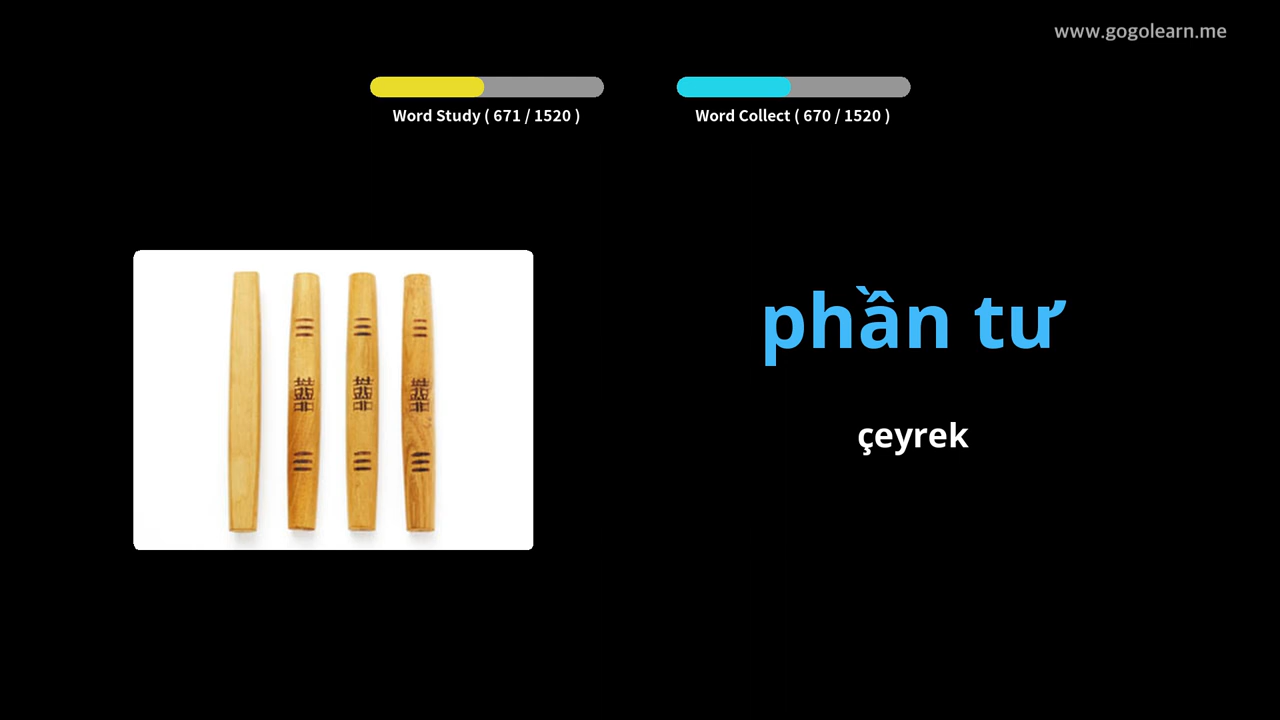 www.gogolearn.me
Word Study ( 671 / 1520 )
Word Collect ( 670 / 1520 )
phần tư
çeyrek